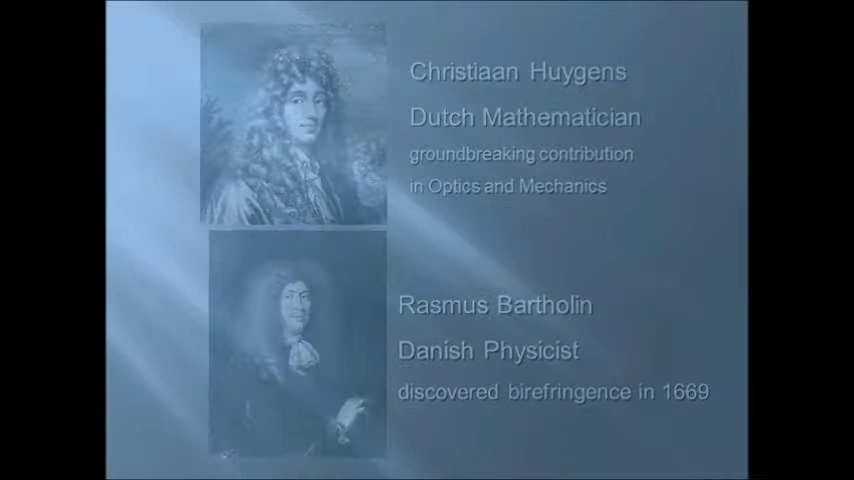 Christiaan Huygens
Dutch Mathematician
groundbreaking contribution
in Optics and Mechanics
Rasmus Bartholin
Danish Physicist
discovered birefringence in 1669